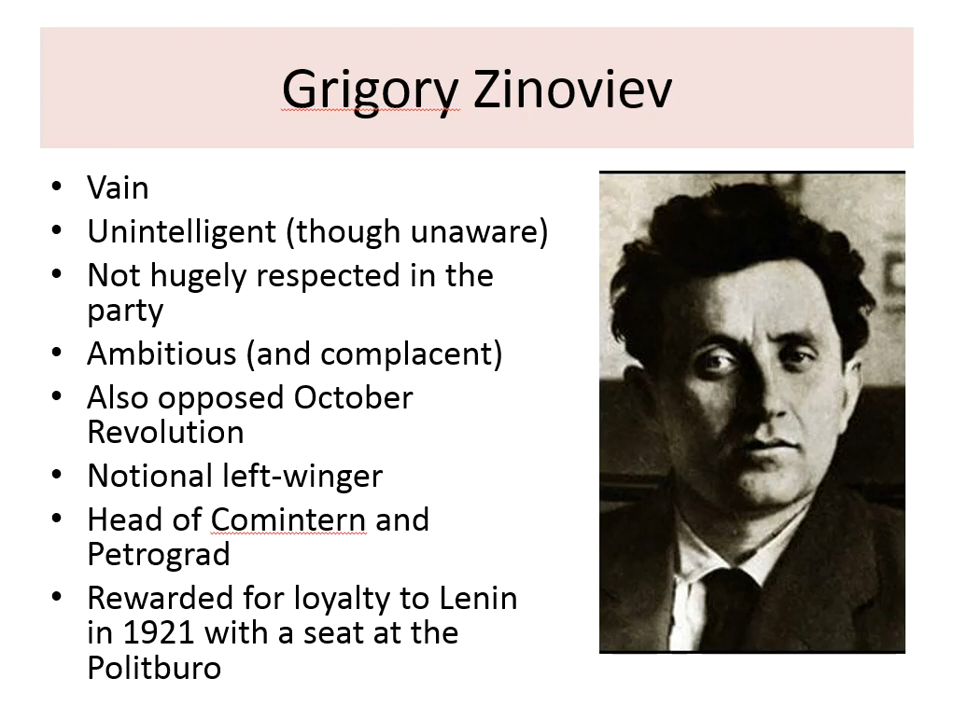 Grigory Zinoviev
• Vain
• Unintelligent (though unaware)
• Not hugely respected in the
party
• Ambitious (and complacent)
• Also opposed October
Revolution
• Notional left-winger
• Head of Comintern and
Petrograd
• Rewarded for loyalty to Lenin
in 1921 with a seat at the
Politburo